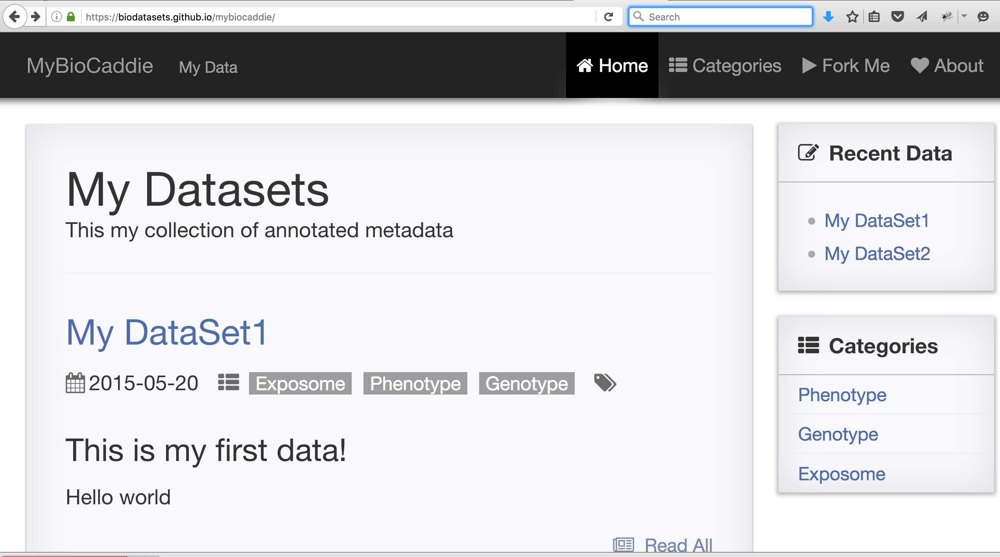 https://biodatasets.github.io/mybiocaddie/
Search
MyBioCaddie My Data Home Categories Fork Me About
My Datasets
This my collection of annotated metadata
My DataSet1
2015-05-20 Exposome Phenotype Genotype
This is my first data!
Hello world
Read All
Recent Data
My DataSet1
My DataSet2
Categories
Phenotype
Genotype
Exposome